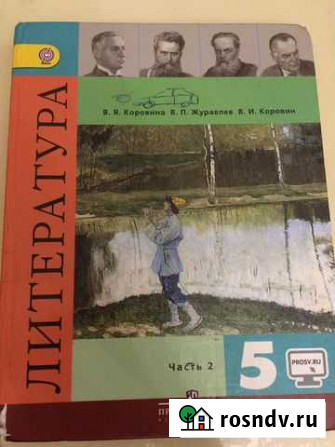 В. Я. Коровина В. П. Журавлев В. И. Коровин
ЛИТЕРАТУРА
Часть 2
5
PROSV.RU
rosndv.ru